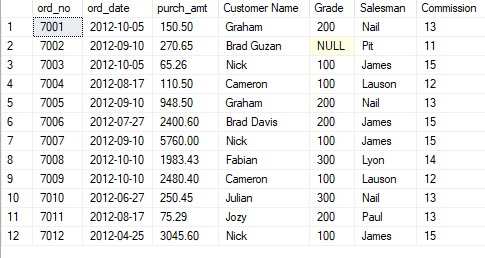 ord_no ord_date purch_amt Customer Name Grade Salesman Commission
1 7001 2012-10-05 150.50 Graham 200 Nail 13
2 7002 2012-09-10 270.65 Brad Guzan NULL Pit 11
3 7003 2012-10-05 65.26 Nick 100 James 15
4 7004 2012-08-17 110.50 Cameron 100 Lauson 12
5 7005 2012-09-10 948.50 Graham 200 Nail 13
6 7006 2012-07-27 2400.60 Brad Davis 200 James 15
7 7007 2012-09-10 5760.00 Nick 100 James 15
8 7008 2012-10-10 1983.43 Fabian 300 Lyon 14
9 7009 2012-10-10 2480.40 Cameron 100 Lauson 12
10 7010 2012-06-27 250.45 Julian 300 Nail 13
11 7011 2012-08-17 75.29 Jozy 200 Paul 13
12 7012 2012-04-25 3045.60 Nick 100 James 15